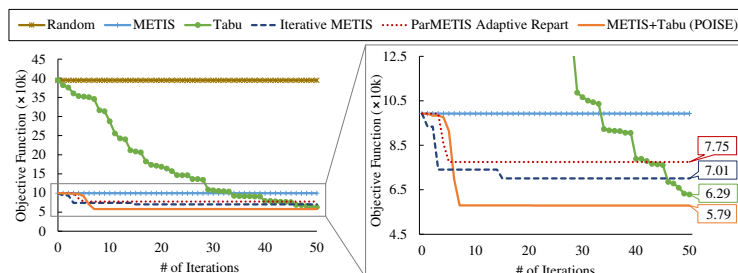 Random METIS Tabu Iterative METIS ParMETIS Adaptive Repart METIS+Tabu (POISE)
Objective Function (×10k)
45
40
35
30
25
20
15
10
5
0
0 10 20 30 40 50
# of Iterations
Objective Function (×10k)
12.5
10.5
8.5
6.5
4.5
0 10 20 30 40 50
# of Iterations
7.75
7.01
6.29
5.79